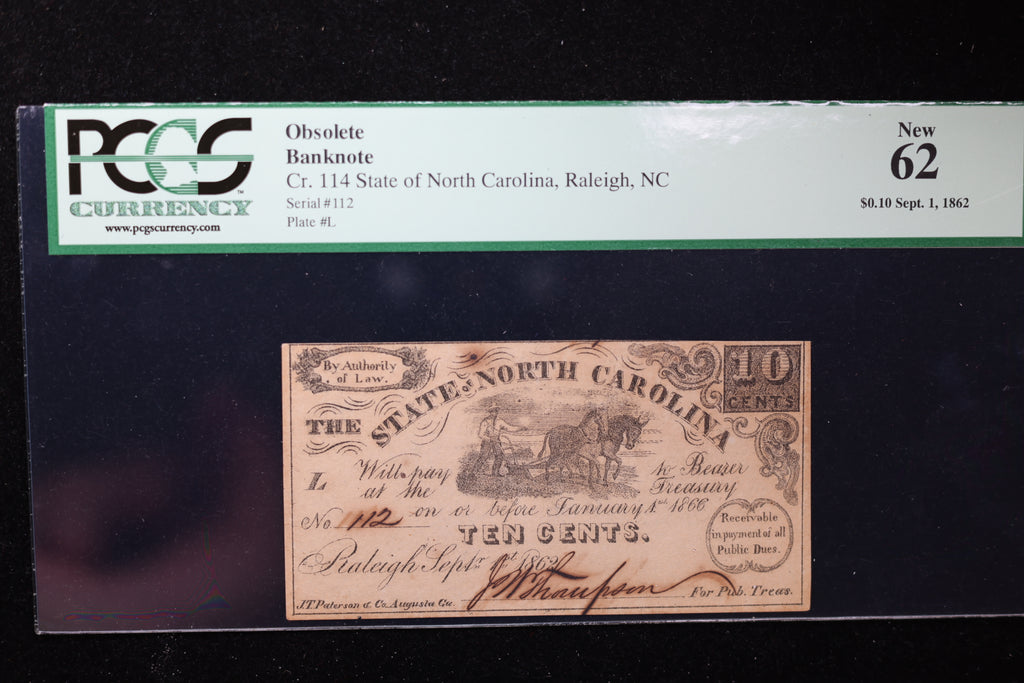 PCGS
™
CURRENCY
www.pcgscurrency.com
Obsolete
Banknote
Cr. 114 State of North Carolina, Raleigh, NC
Serial #112
Plate #L
New
62
$0.10 Sept. 1, 1862
By Authority
of Law.
10
CENTS
THE STATE OF NORTH CAROLINA
L
Will pay to Bearer
at the Treasury
No 112 on or before January 1st 1866
TEN CENTS.
Receivable
in payment of all
Public Dues.
Raleigh Septr. 1st 1862
J W Thompson
J.T. Paterson & Co. Augusta Ga.
For Pub. Treas.